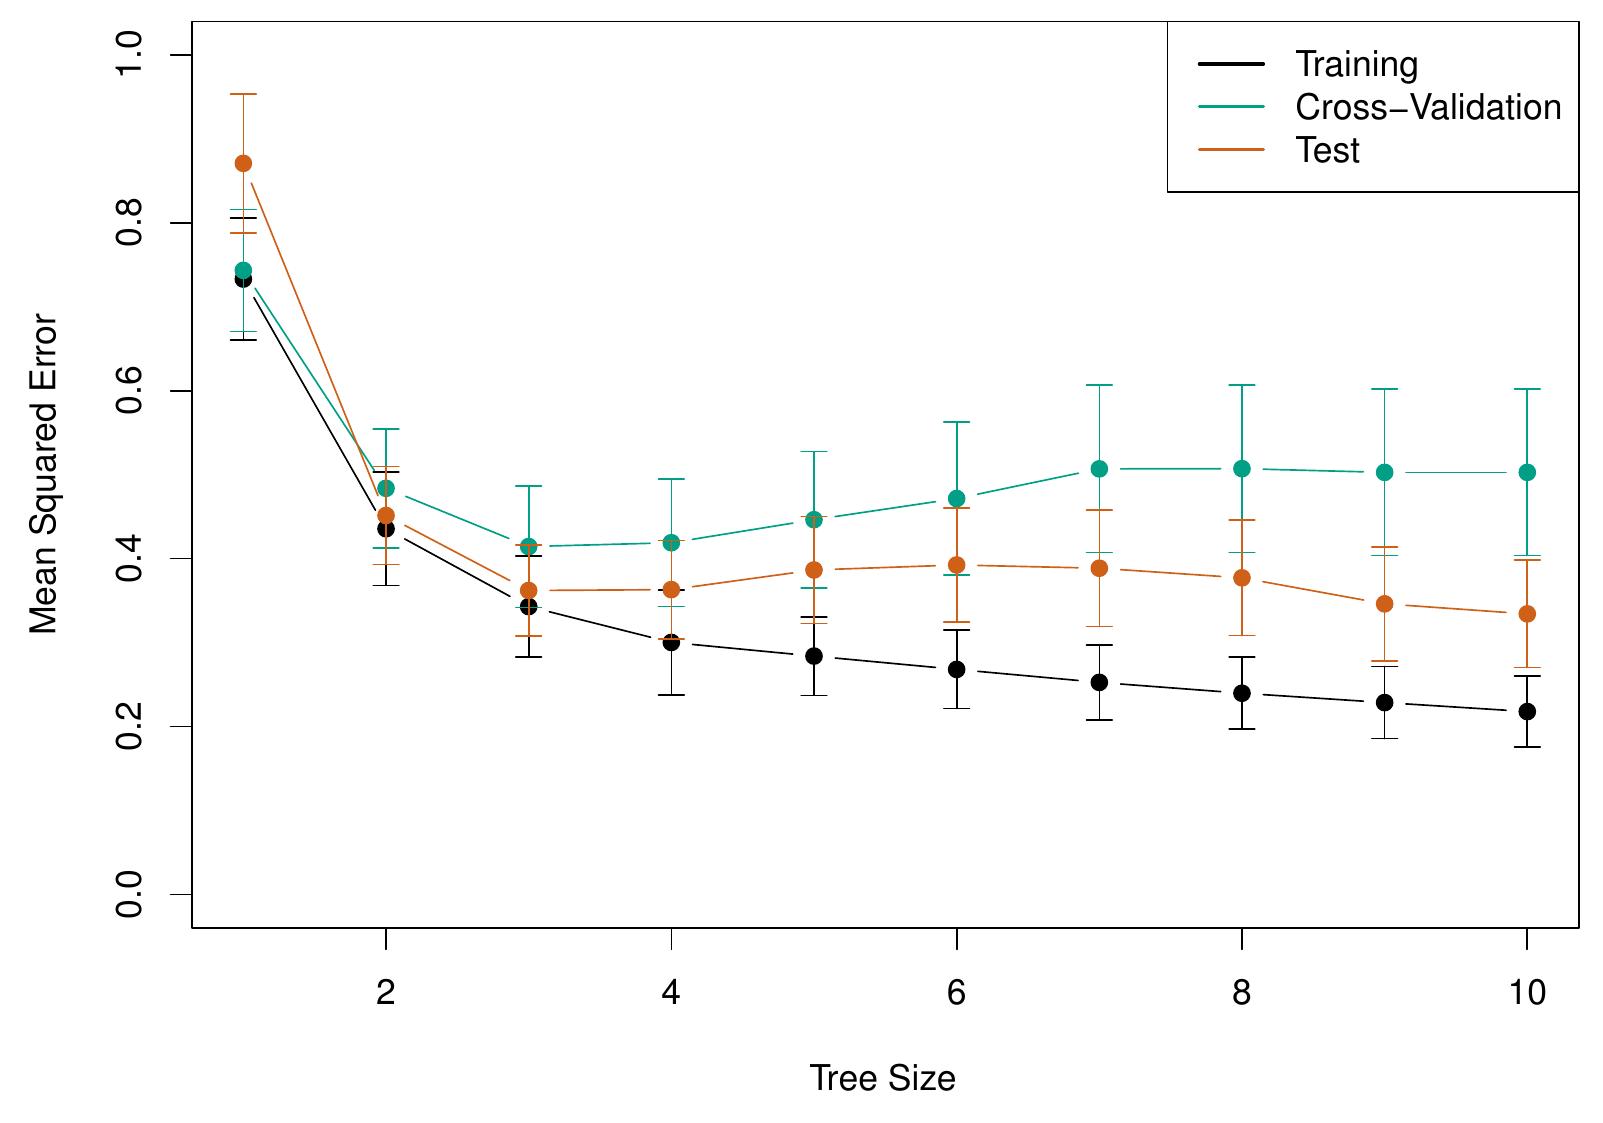 Training
Cross−Validation
Test
1.0
0.8
0.6
0.4
0.2
0.0
Mean Squared Error
2 4 6 8 10
Tree Size